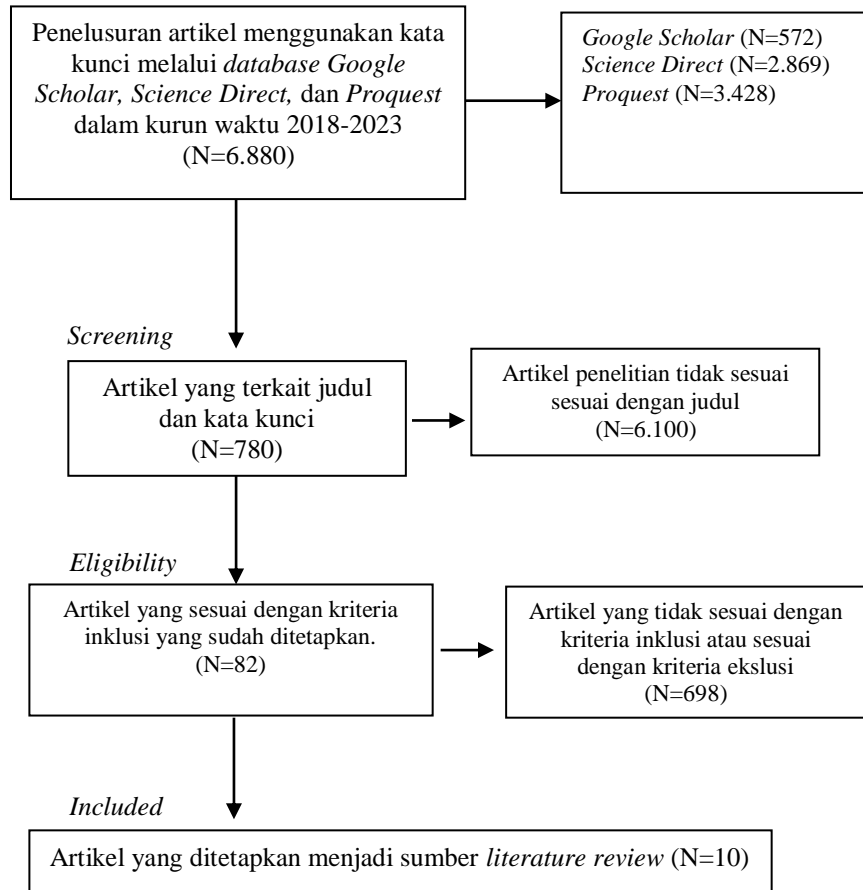 Penelusuran artikel menggunakan kata
kunci melalui database Google
Scholar, Science Direct, dan Proquest
dalam kurun waktu 2018-2023
(N=6.880)
Google Scholar (N=572)
Science Direct (N=2.869)
Proquest (N=3.428)
Screening
Artikel yang terkait judul
dan kata kunci
(N=780)
Artikel penelitian tidak sesuai
sesuai dengan judul
(N=6.100)
Eligibility
Artikel yang sesuai dengan kriteria
inklusi yang sudah ditetapkan.
(N=82)
Artikel yang tidak sesuai dengan
kriteria inklusi atau sesuai
dengan kriteria ekslusi
(N=698)
Included
Artikel yang ditetapkan menjadi sumber literature review (N=10)